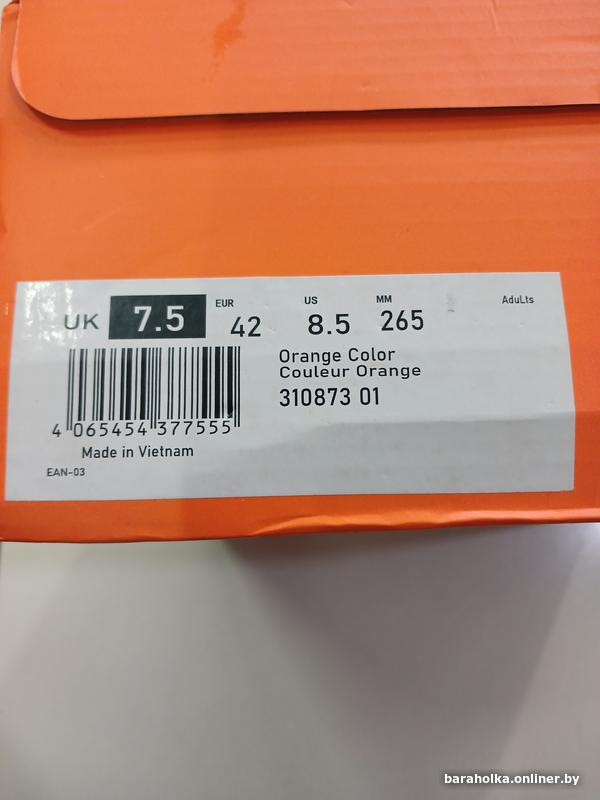 UK 7.5 EUR 42 US 8.5 MM 265 AduLts
Orange Color
Couleur Orange
310873 01
4 065454 377555
Made in Vietnam
EAN-03
baraholka.onliner.by